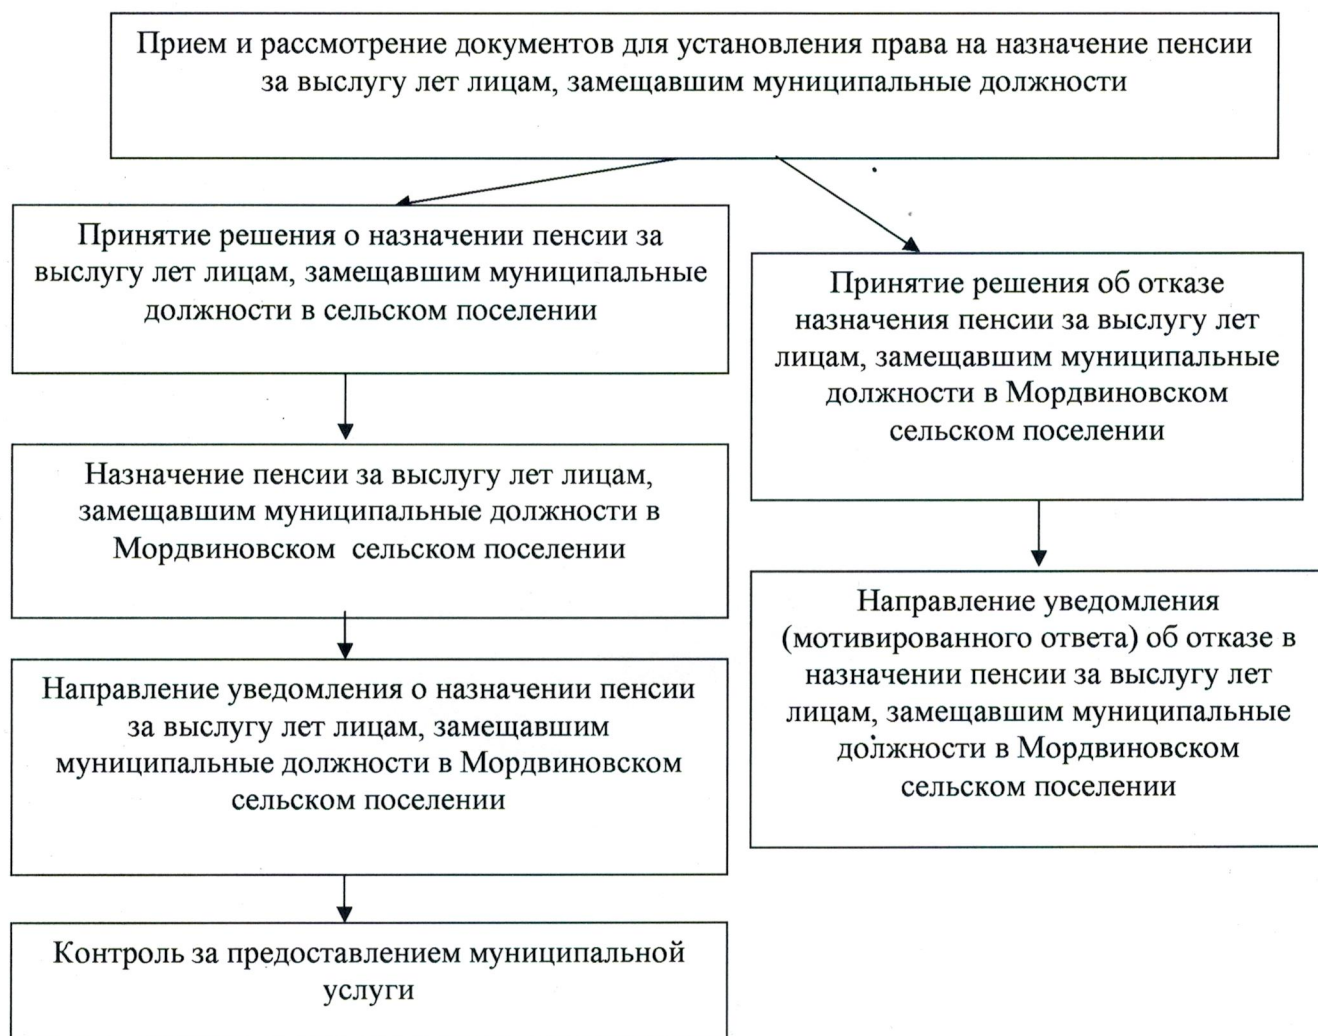 Прием и рассмотрение документов для установления права на назначение пенсии
за выслугу лет лицам, замещавшим муниципальные должности
Принятие решения о назначении пенсии за
выслугу лет лицам, замещавшим муниципальные
должности в сельском поселении
Назначение пенсии за выслугу лет лицам,
замещавшим муниципальные должности в
Мордвиновском сельском поселении
Направление уведомления о назначении пенсии
за выслугу лет лицам, замещавшим
муниципальные должности в Мордвиновском
сельском поселении
Контроль за предоставлением муниципальной
услуги
Принятие решения об отказе
назначения пенсии за выслугу лет
лицам, замещавшим муниципальные
должности в Мордвиновском
сельском поселении
Направление уведомления
(мотивированного ответа) об отказе в
назначении пенсии за выслугу лет
лицам, замещавшим муниципальные
должности в Мордвиновском
сельском поселении